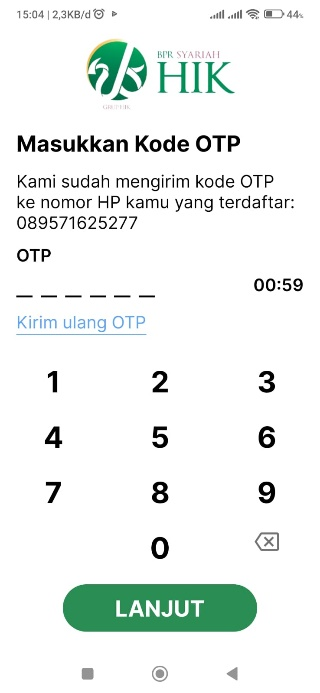 15:04 | 2,3KB/d
44%
BPR SYARIAH
HIK
Masukkan Kode OTP
Kami sudah mengirim kode OTP
ke nomor HP kamu yang terdaftar:
089571625277
OTP
00:59
Kirim ulang OTP
1 2 3
4 5 6
7 8 9
0
LANJUT